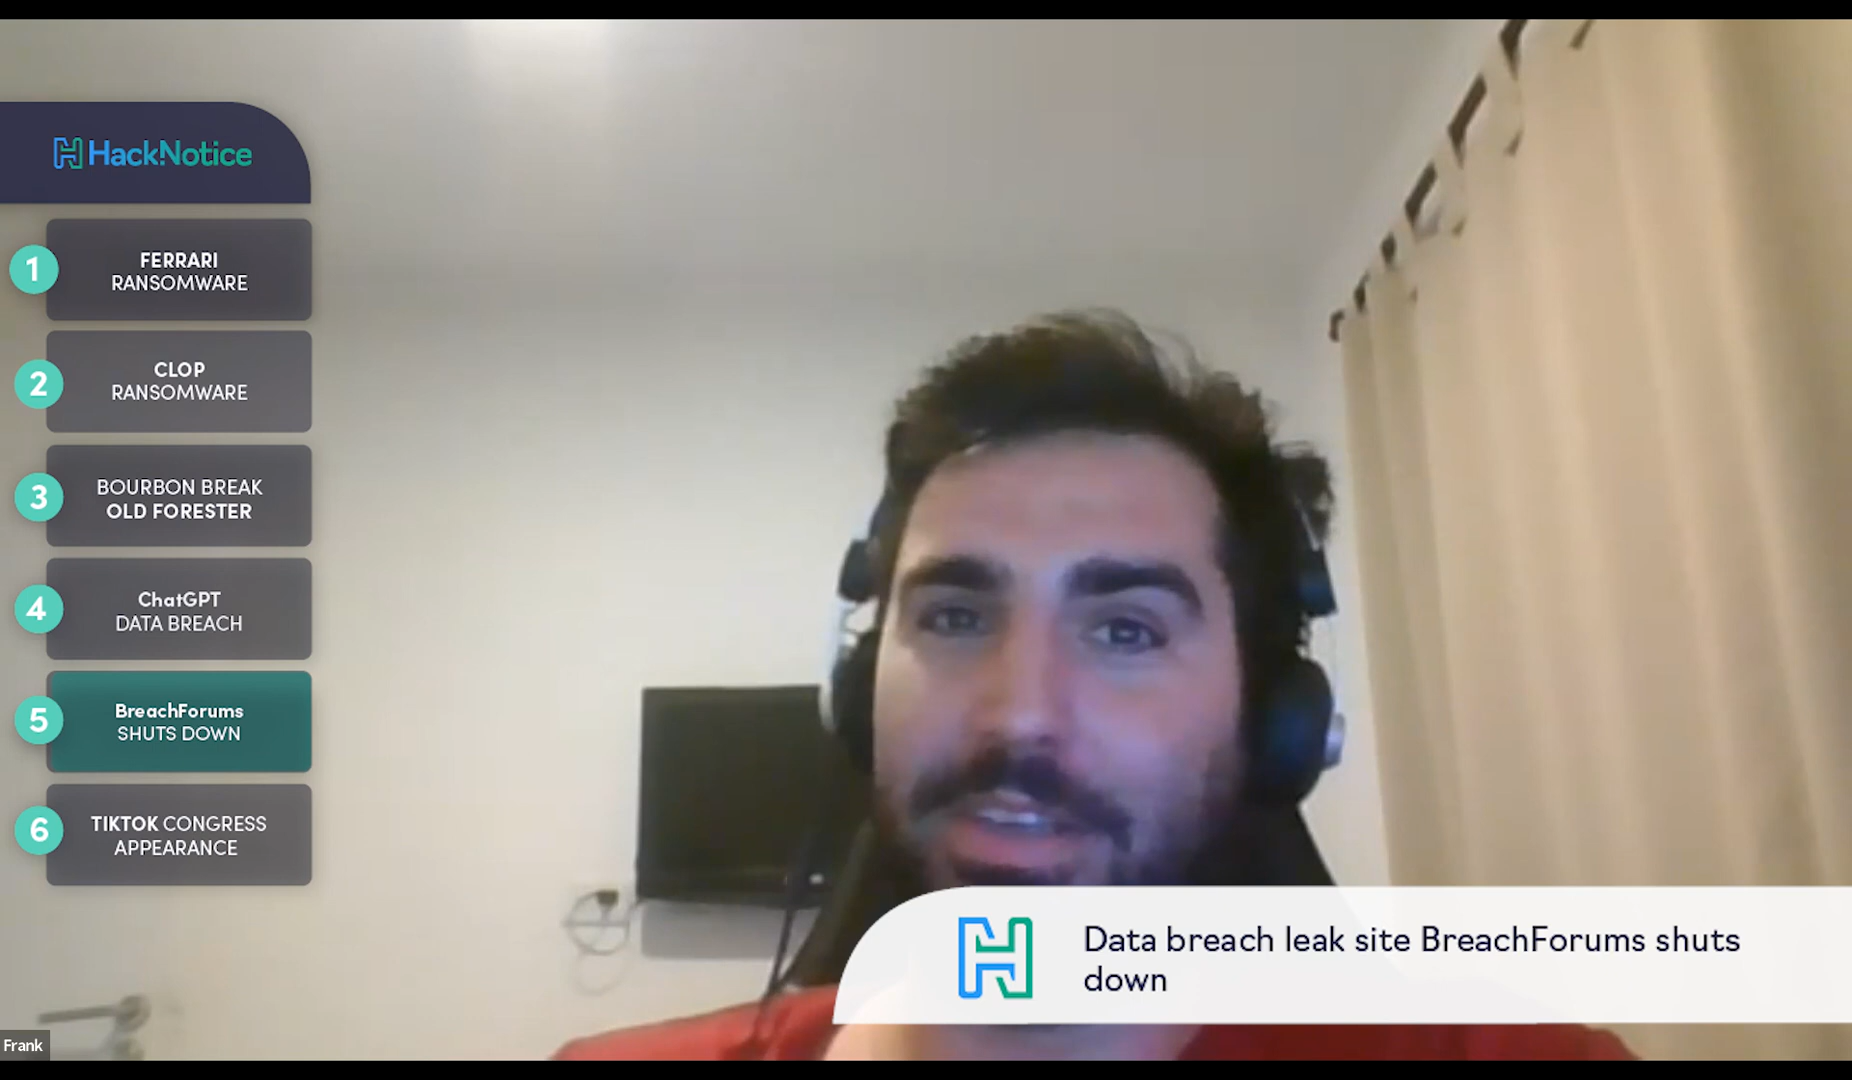 HackNotice
1
FERRARI
RANSOMWARE
2
CLOP
RANSOMWARE
3
BOURBON BREAK
OLD FORESTER
4
ChatGPT
DATA BREACH
5
BreachForums
SHUTS DOWN
6
TIKTOK CONGRESS
APPEARANCE
Data breach leak site BreachForums shuts
down
Frank